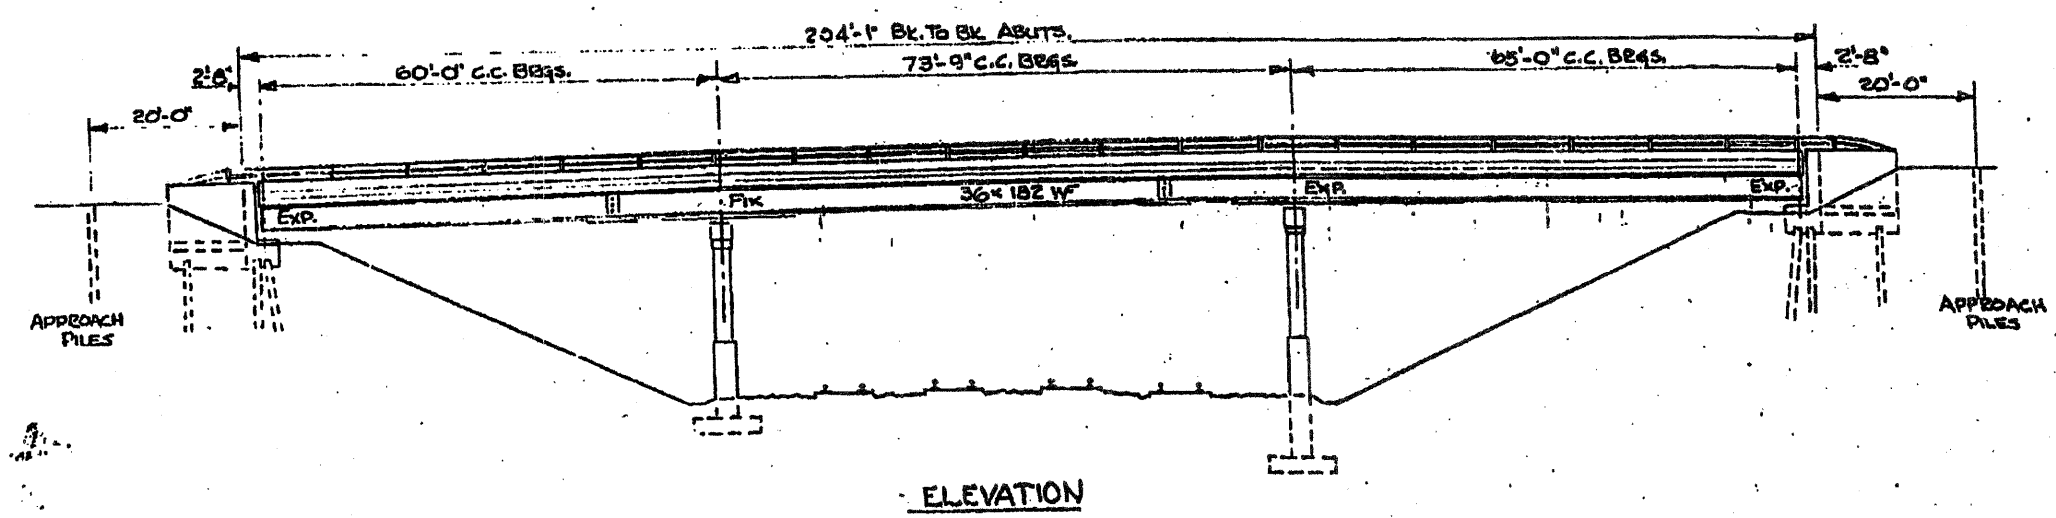 204'-1" BK. TO BK. ABUTS.
2'-8" 60'-0" C.C. BRGS. 73'-9" C.C. BRGS. 65'-0" C.C. BRGS. 2'-8"
20'-0" 20'-0"
EXP. FIX 36 x 182 WF EXP. EXP.
APPROACH PILES
APPROACH PILES
ELEVATION